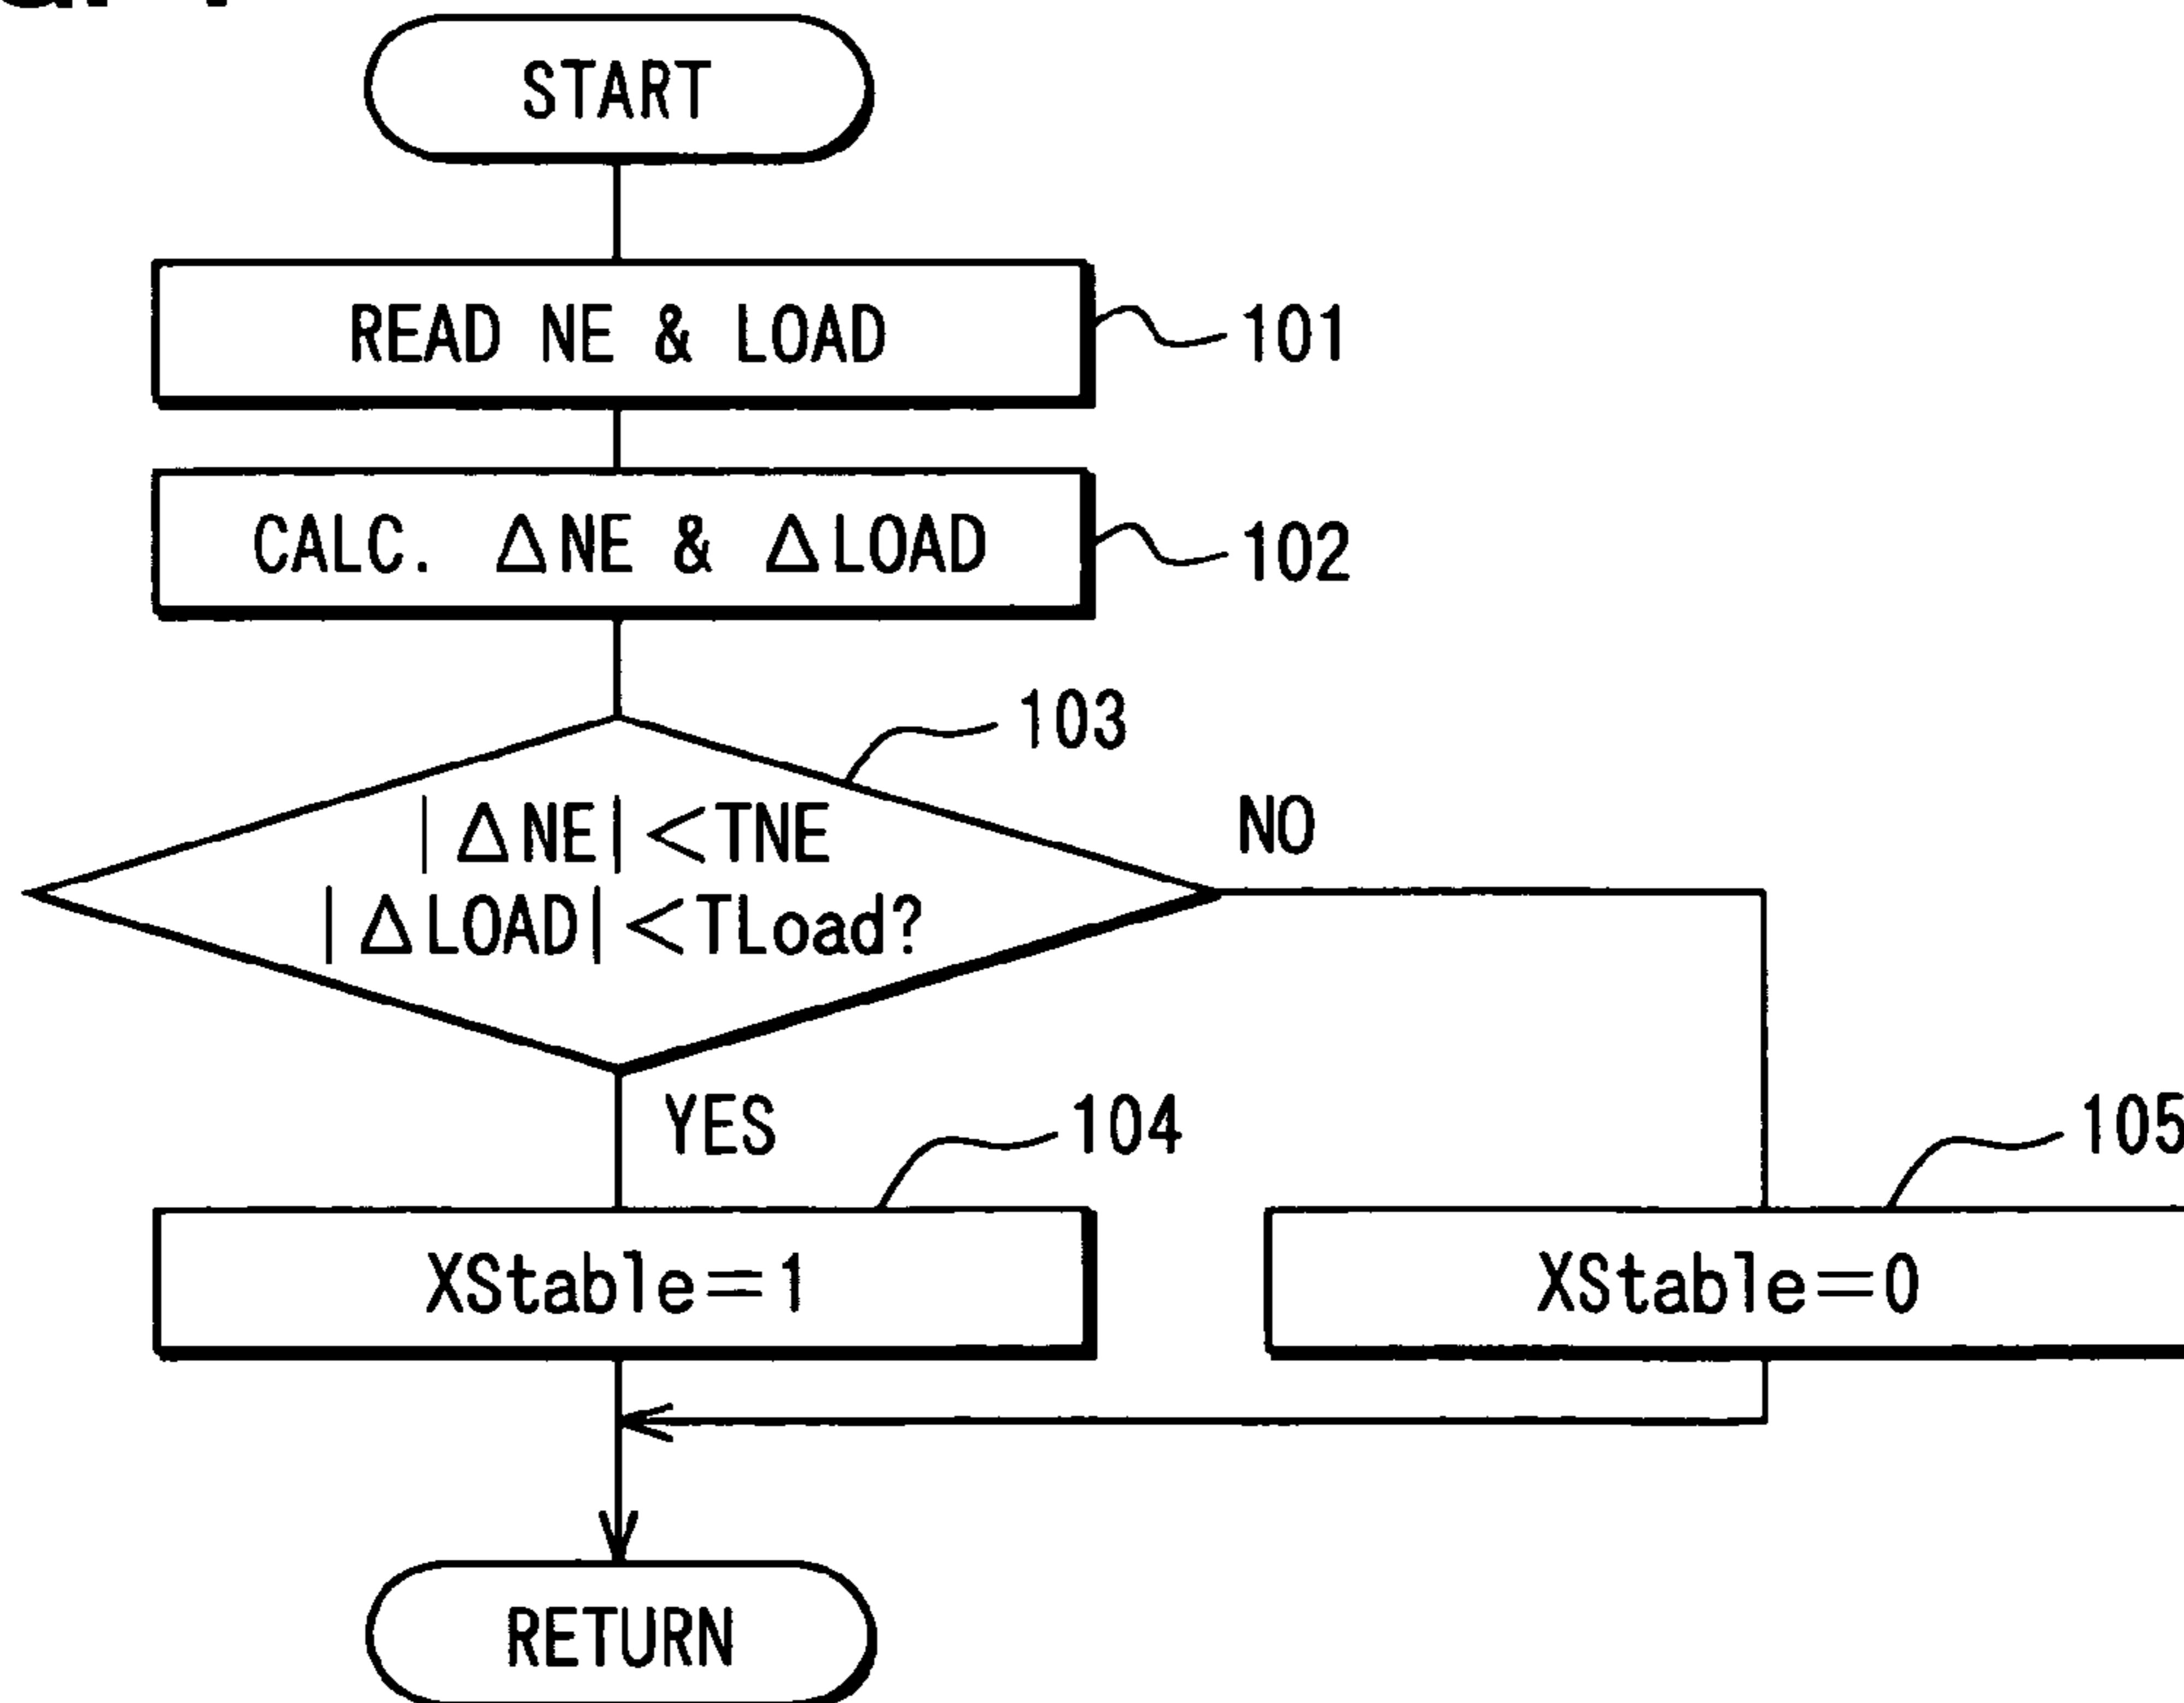 START
READ NE & LOAD
101
CALC. ΔNE & ΔLOAD
102
103
|ΔNE|<TNE
|ΔLOAD|<TLoad?
NO
YES
104
105
XStable=1
XStable=0
RETURN